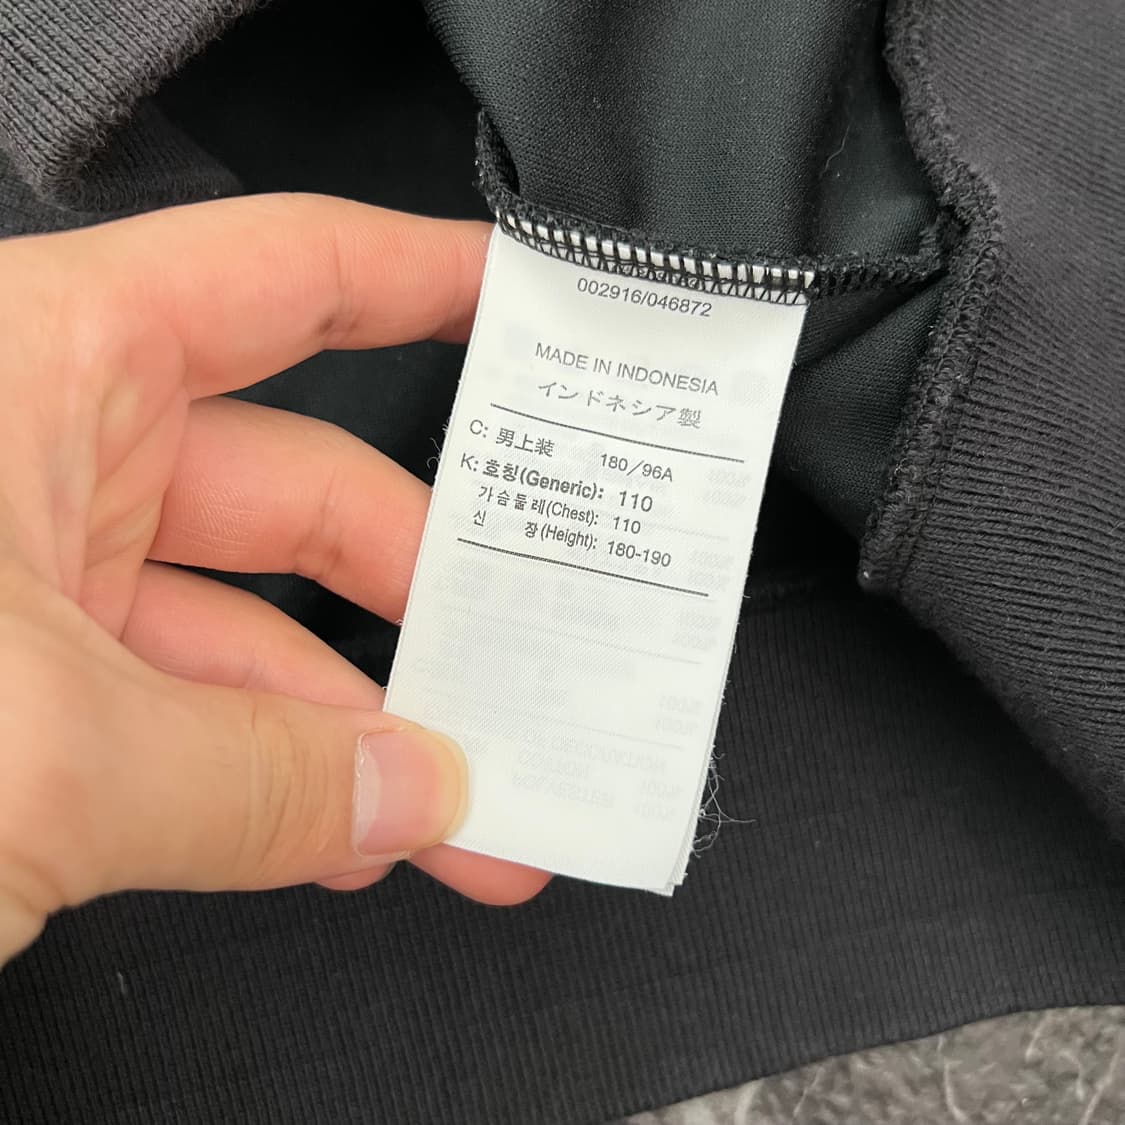 002916/046872
MADE IN INDONESIA
インドネシア製
C: 男上装 180/96A
K: 호칭(Generic): 110
가슴둘레(Chest): 110
신 장(Height): 180-190